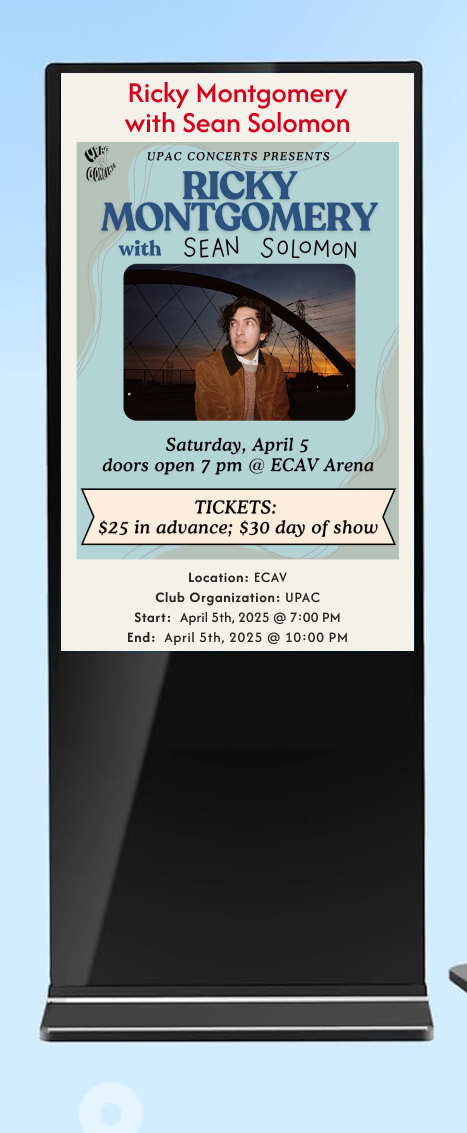 Ricky Montgomery
with Sean Solomon
UPAC CONCERTS
UPAC CONCERTS PRESENTS
RICKY
MONTGOMERY
with SEAN SOLOMON
Saturday, April 5
doors open 7 pm @ ECAV Arena
TICKETS:
$25 in advance; $30 day of show
Location: ECAV
Club Organization: UPAC
Start: April 5th, 2025 @ 7:00 PM
End: April 5th, 2025 @ 10:00 PM